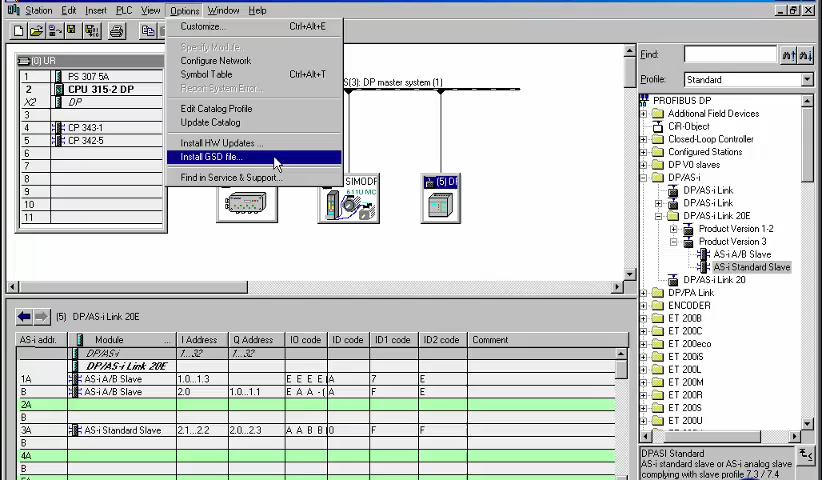 Station Edit Insert PLC View Options Window Help
Customize... Ctrl+Alt+E
Specify Module...
Configure Network
Symbol Table Ctrl+Alt+T
Report System Error...
Edit Catalog Profile
Update Catalog
Install HW Updates ...
Install GSD file...
Find in Service & Support...
(0) UR
1 PS 307 5A
2 CPU 315-2 DP
X2 DP
3
4 CP 343-1
5 CP 342-5
6
7
8
9
10
11
S(3): DP master system (1)
SIMODR
611U MC
(5) DP
Find:
Profile: Standard
PROFIBUS DP
Additional Field Devices
CiR-Object
Closed-Loop Controller
Configured Stations
DP V0 slaves
DP/AS-i
DP/AS-i Link
DP/AS-i Link
DP/AS-i Link 20E
Product Version 1-2
Product Version 3
AS-i A/B Slave
AS-i Standard Slave
DP/AS-i Link 20
DP/PA Link
ENCODER
ET 200B
ET 200C
ET 200eco
ET 200iS
ET 200L
ET 200M
ET 200R
ET 200S
ET 200U
DPASI Standard
AS-i standard slave or AS-i analog slave
complying with slave profile 7.3 / 7.4
(5) DP/AS-i Link 20E
AS-i addr. Module ... I Address Q Address IO code ID code ID1 code ID2 code Comment
DP/AS-i 1...32 1...32
DP/AS-i Link 20E
1A AS-i A/B Slave 1.0...1.3 E E E E A 7 E
B AS-i A/B Slave 2.0 1.0...1.1 E A A -( A F E
2A
B
3A AS-i Standard Slave 2.1...2.2 2.0...2.3 A A B B 0 F F
B
4A
B